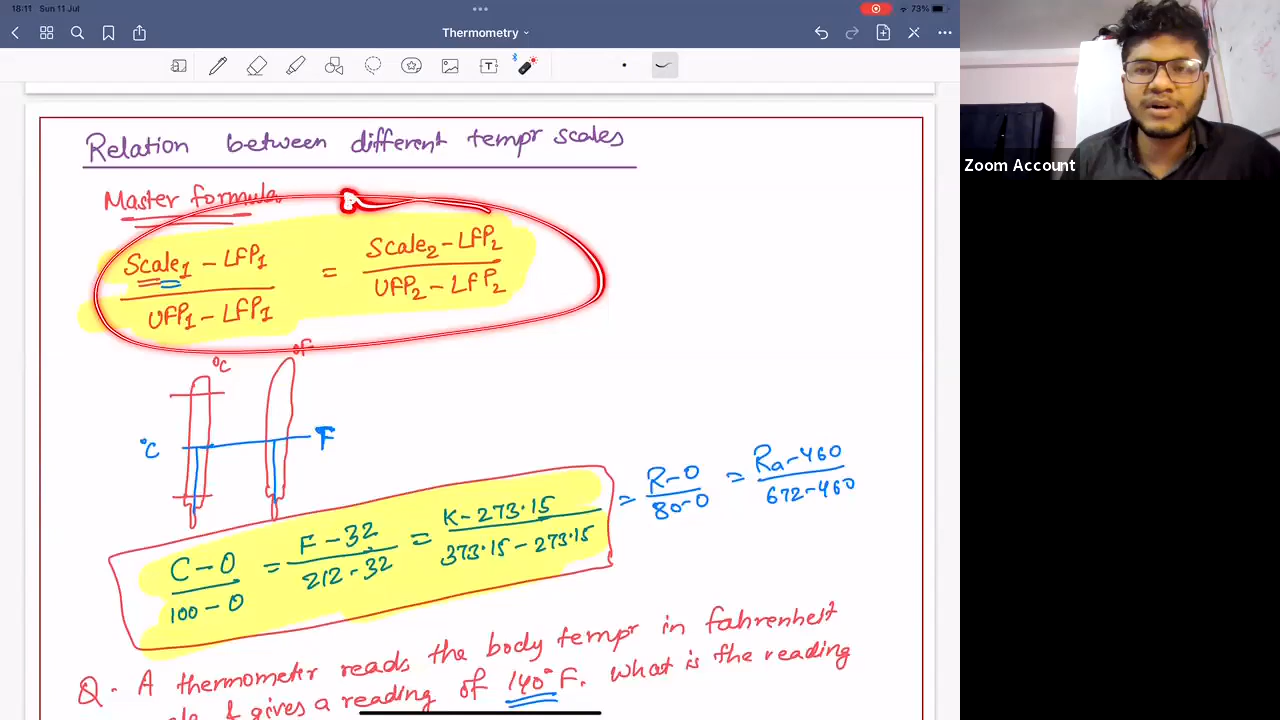 18:11 Sun 11 Jul
73%
Thermometry
T
Zoom Account
Relation between different tempr scales
Master formula
Scale1 - LFP1 / UFP1 - LFP1 = Scale2 - LFP2 / UFP2 - LFP2
°C °F
°C F
C - 0 / 100 - 0 = F - 32 / 212 - 32 = K - 273.15 / 373.15 - 273.15 = R - 0 / 80 - 0 = Ra - 460 / 672 - 460
Q. A thermometer reads the body tempr in fahrenheit
& gives a reading of 140°F. What is the reading